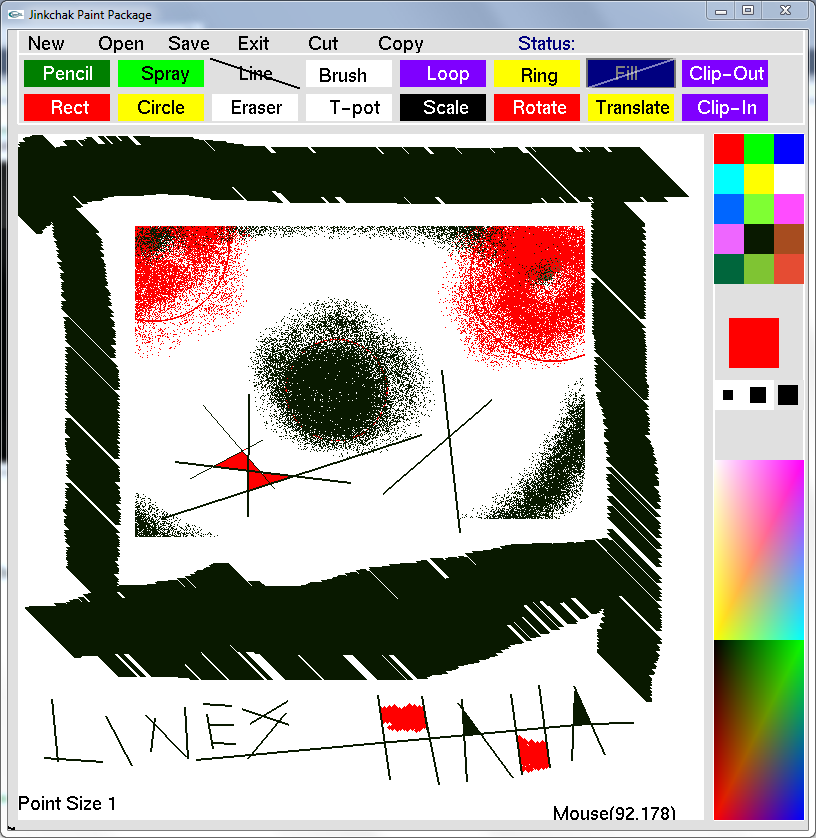 Jinkchak Paint Package
New Open Save Exit Cut Copy Status:
Pencil Spray Line Brush Loop Ring Fill Clip-Out
Rect Circle Eraser T-pot Scale Rotate Translate Clip-In
LINEX HNHA
Point Size 1
Mouse(92,178)